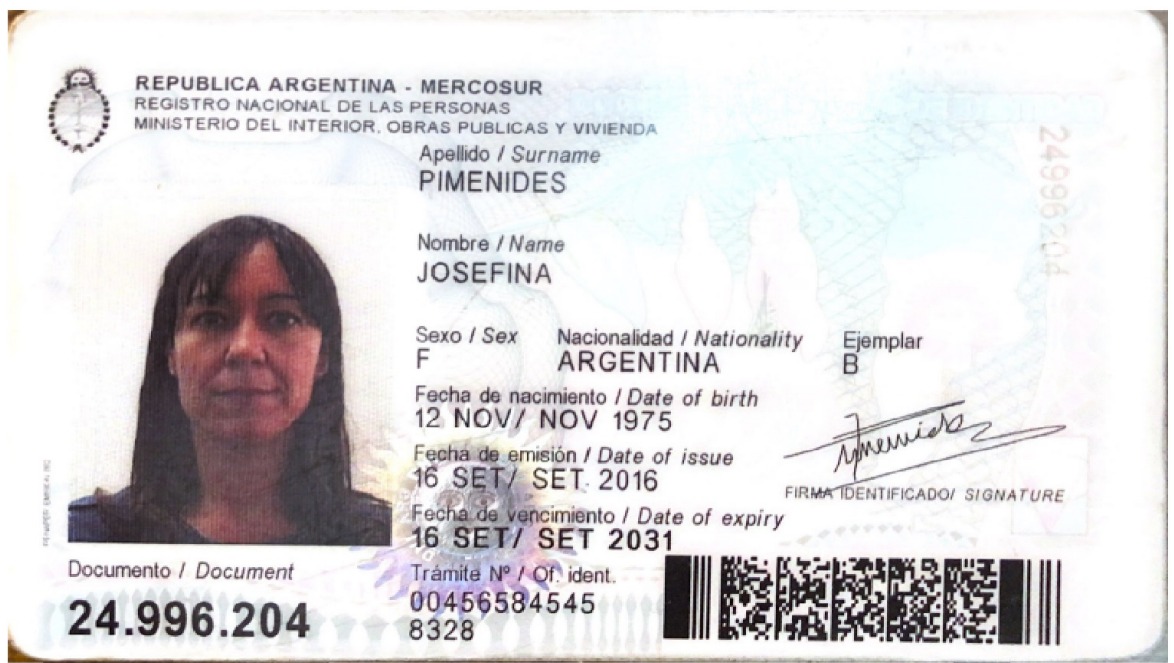 REPUBLICA ARGENTINA - MERCOSUR
REGISTRO NACIONAL DE LAS PERSONAS
MINISTERIO DEL INTERIOR, OBRAS PUBLICAS Y VIVIENDA
Apellido / Surname
PIMENIDES
Nombre / Name
JOSEFINA
Sexo / Sex Nacionalidad / Nationality Ejemplar
F ARGENTINA B
Fecha de nacimiento / Date of birth
12 NOV/ NOV 1975
Fecha de emisión / Date of issue
16 SET/ SET 2016
FIRMA IDENTIFICADO/ SIGNATURE
Fecha de vencimiento / Date of expiry
16 SET/ SET 2031
Documento / Document
24.996.204
Trámite Nº / Of. ident.
00456584545
8328
24996204